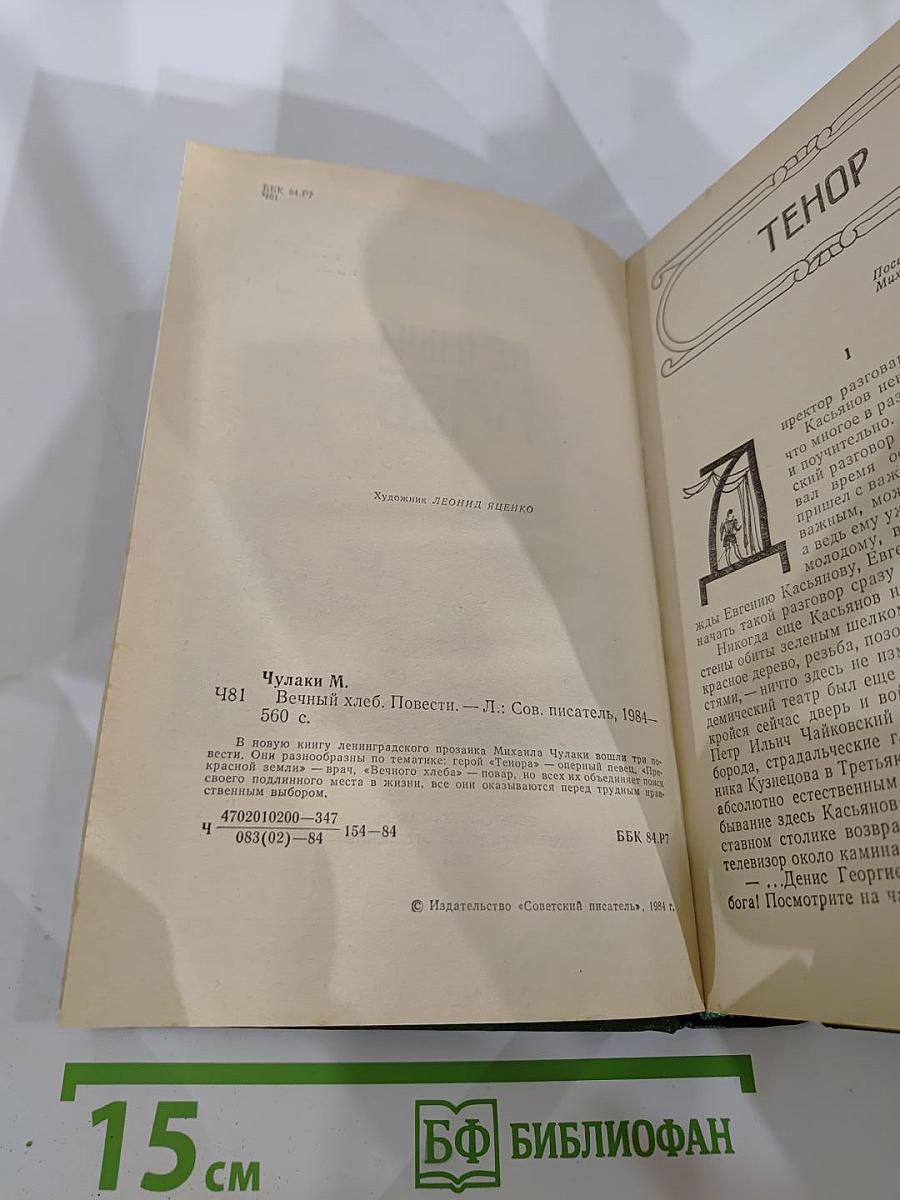 ББК 84.Р7
Ч81
Художник ЛЕОНИД ЯЦЕНКО
Чулаки М.
Ч81 Вечный хлеб. Повести. — Л.: Сов. писатель, 1984—
560 с.
В новую книгу ленинградского прозаика Михаила Чулаки вошли три по-
вести. Они разнообразны по тематике: герой «Тенора» — оперный певец, «Пре-
красной земли» — врач, «Вечного хлеба» — повар, но всех их объединяет поиск
своего подлинного места в жизни, все они оказываются перед трудным нрав-
ственным выбором.
Ч 4702010200—347
083(02)—84 154—84
ББК 84.Р7
© Издательство «Советский писатель», 1984 г.
ТЕНОР
Посе
Мих
1
Директор разговар
Касьянов нев
что многое в раз
и поучительно.
ский разговор
вал время об
пришел с важ
важным, мож
а ведь ему уж
молодому, в
жды Евгению Касьянову, Евге
начать такой разговор сразу
Никогда еще Касьянов н
стены обиты зеленым шелком
красное дерево, резьба, позо
стями,— ничто здесь не изм
демический театр был еще
кройся сейчас дверь и вой
Петр Ильич Чайковский
борода, страдальческие гл
ника Кузнецова в Третьяк
абсолютно естественным
бывание здесь Касьянов
ставном столике возвра
телевизор около камина
— ...Денис Георгие
бога! Посмотрите на ча
15 см
БФ БИБЛИОФАН